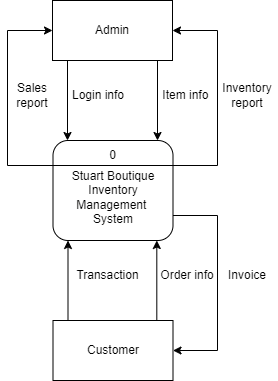 Admin
Sales
report
Login info
Item info
Inventory
report
0
Stuart Boutique
Inventory
Management
System
Transaction
Order info
Invoice
Customer